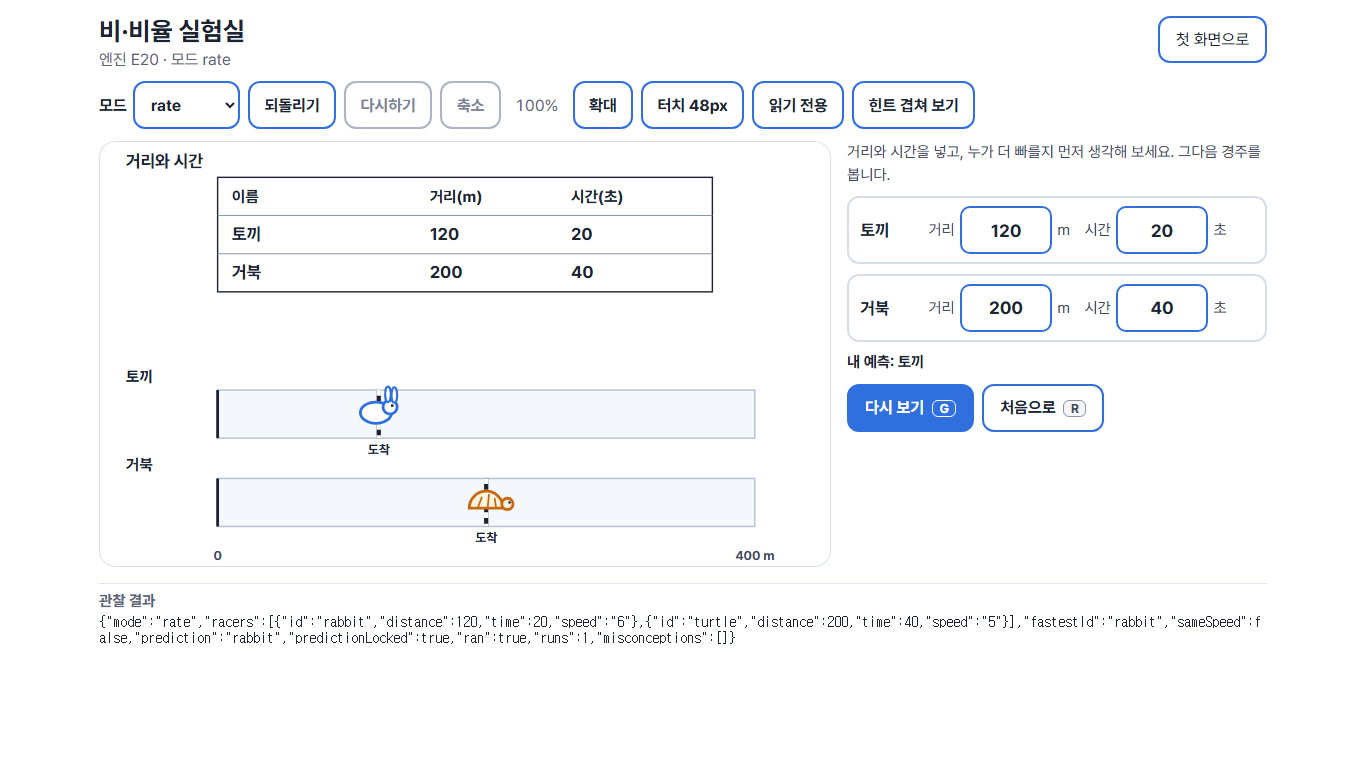 비·비율 실험실
엔진 E20 · 모드 rate
첫 화면으로
모드 rate 되돌리기 다시하기 축소 100% 확대 터치 48px 읽기 전용 힌트 겹쳐 보기
거리와 시간
이름 거리(m) 시간(초)
토끼 120 20
거북 200 40
토끼
도착
거북
도착
0 400 m
거리와 시간을 넣고, 누가 더 빠를지 먼저 생각해 보세요. 그다음 경주를
봅니다.
토끼 거리 120 m 시간 20 초
거북 거리 200 m 시간 40 초
내 예측: 토끼
다시 보기 G 처음으로 R
관찰 결과
{"mode":"rate","racers":[{"id":"rabbit","distance":120,"time":20,"speed":"6"},{"id":"turtle","distance":200,"time":40,"speed":"5"}],"fastestId":"rabbit","sameSpeed":f
alse,"prediction":"rabbit","predictionLocked":true,"ran":true,"runs":1,"misconceptions":[]}